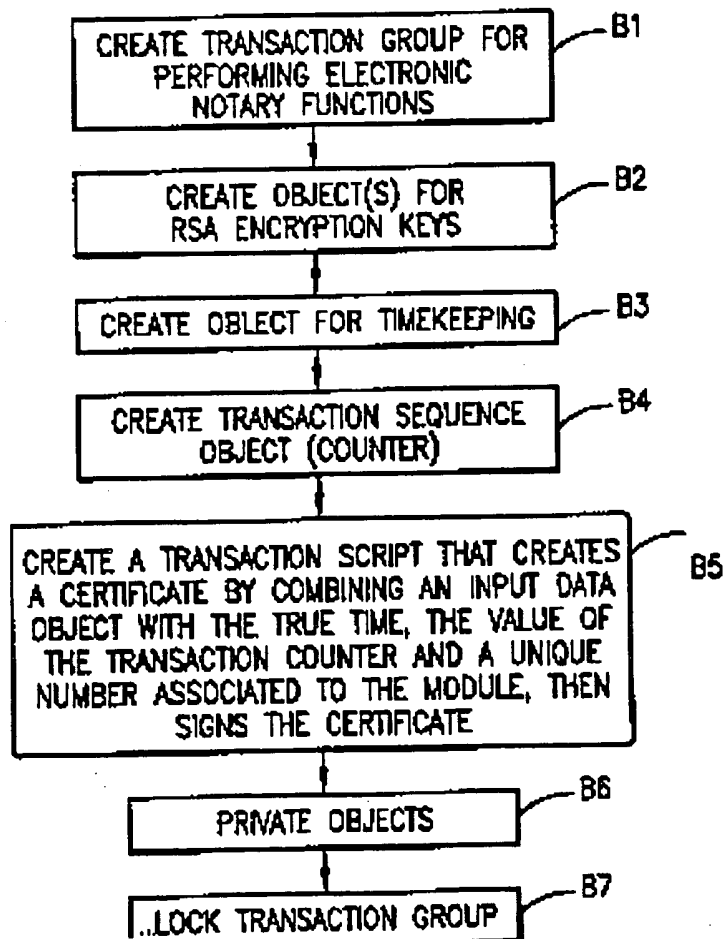 CREATE TRANSACTION GROUP FOR
PERFORMING ELECTRONIC
NOTARY FUNCTIONS
B1
CREATE OBJECT(S) FOR
RSA ENCRYPTION KEYS
B2
CREATE OBLECT FOR TIMEKEEPING
B3
CREATE TRANSACTION SEQUENCE
OBJECT (COUNTER)
B4
CREATE A TRANSACTION SCRIPT THAT CREATES
A CERTIFICATE BY COMBINING AN INPUT DATA
OBJECT WITH THE TRUE TIME, THE VALUE OF
THE TRANSACTION COUNTER AND A UNIQUE
NUMBER ASSOCIATED TO THE MODULE, THEN
SIGNS THE CERTIFICATE
B5
PRIVATE OBJECTS
B6
...LOCK TRANSACTION GROUP
B7